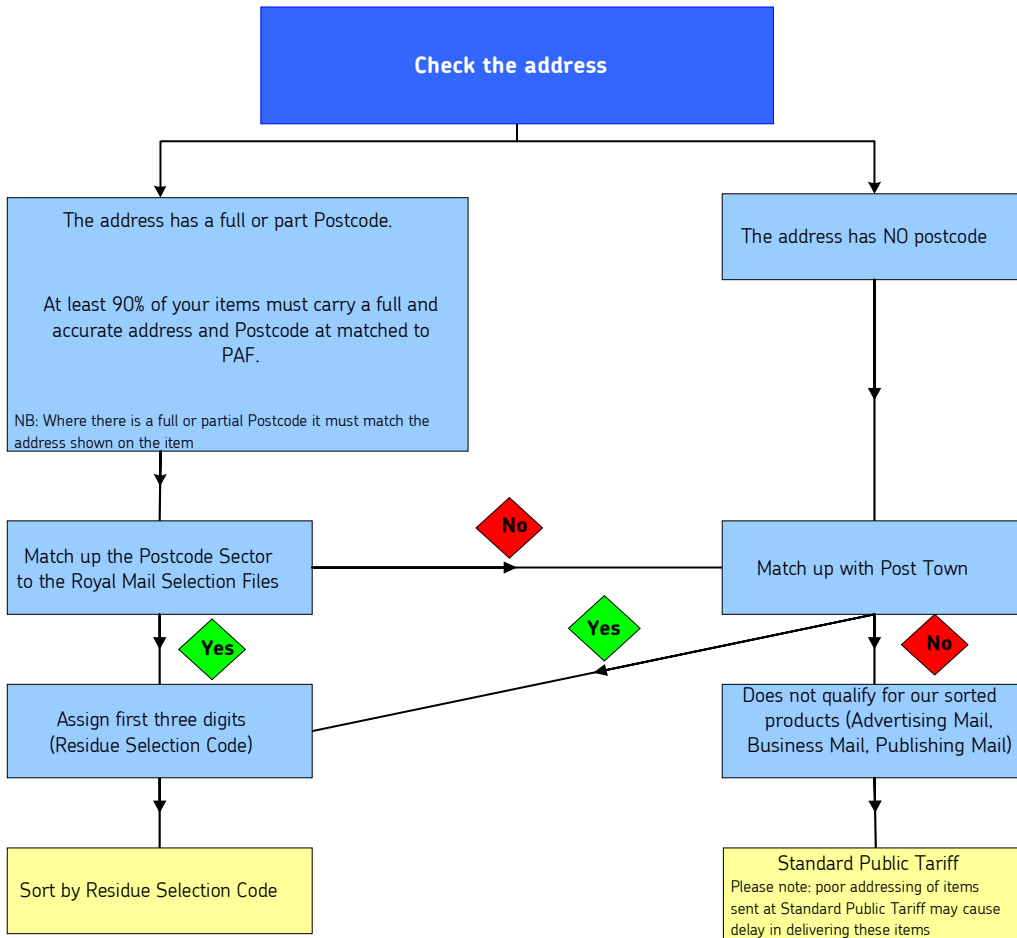 Check the address
The address has a full or part Postcode.
At least 90% of your items must carry a full and
accurate address and Postcode at matched to
PAF.
NB: Where there is a full or partial Postcode it must match the
address shown on the item
The address has NO postcode
Match up the Postcode Sector
to the Royal Mail Selection Files
No
Match up with Post Town
Yes
Yes
No
Assign first three digits
(Residue Selection Code)
Does not qualify for our sorted
products (Advertising Mail,
Business Mail, Publishing Mail)
Sort by Residue Selection Code
Standard Public Tariff
Please note: poor addressing of items
sent at Standard Public Tariff may cause
delay in delivering these items